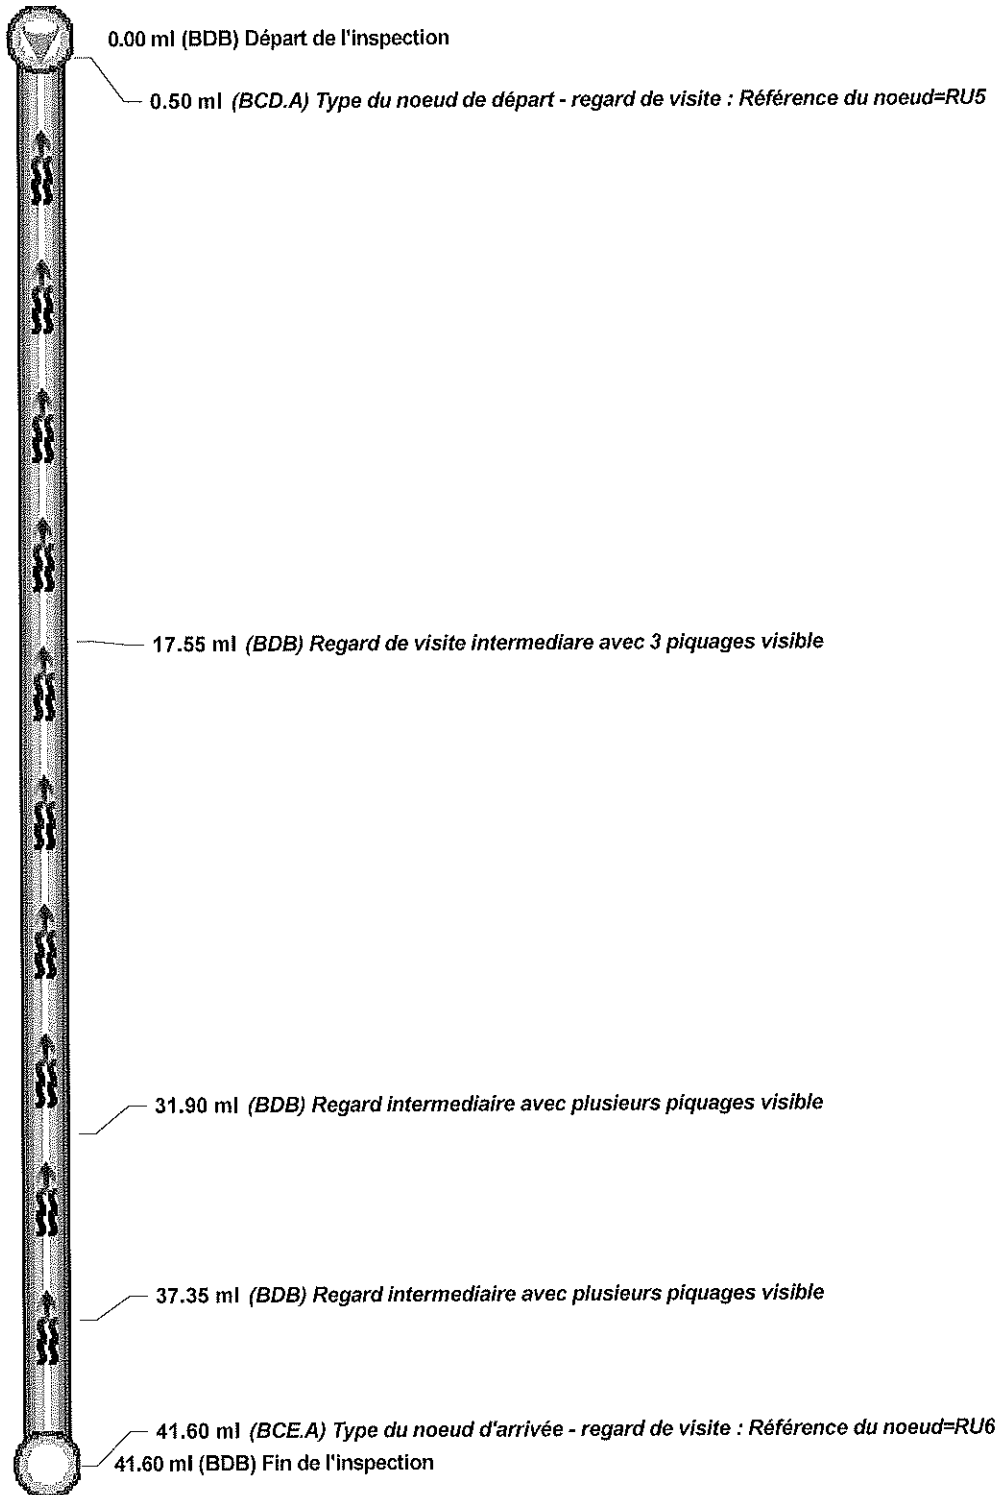 0.00 ml (BDB) Départ de l'inspection
0.50 ml (BCD.A) Type du noeud de départ - regard de visite : Référence du noeud=RU5
17.55 ml (BDB) Regard de visite intermediare avec 3 piquages visible
31.90 ml (BDB) Regard intermediaire avec plusieurs piquages visible
37.35 ml (BDB) Regard intermediaire avec plusieurs piquages visible
41.60 ml (BCE.A) Type du noeud d'arrivée - regard de visite : Référence du noeud=RU6
41.60 ml (BDB) Fin de l'inspection